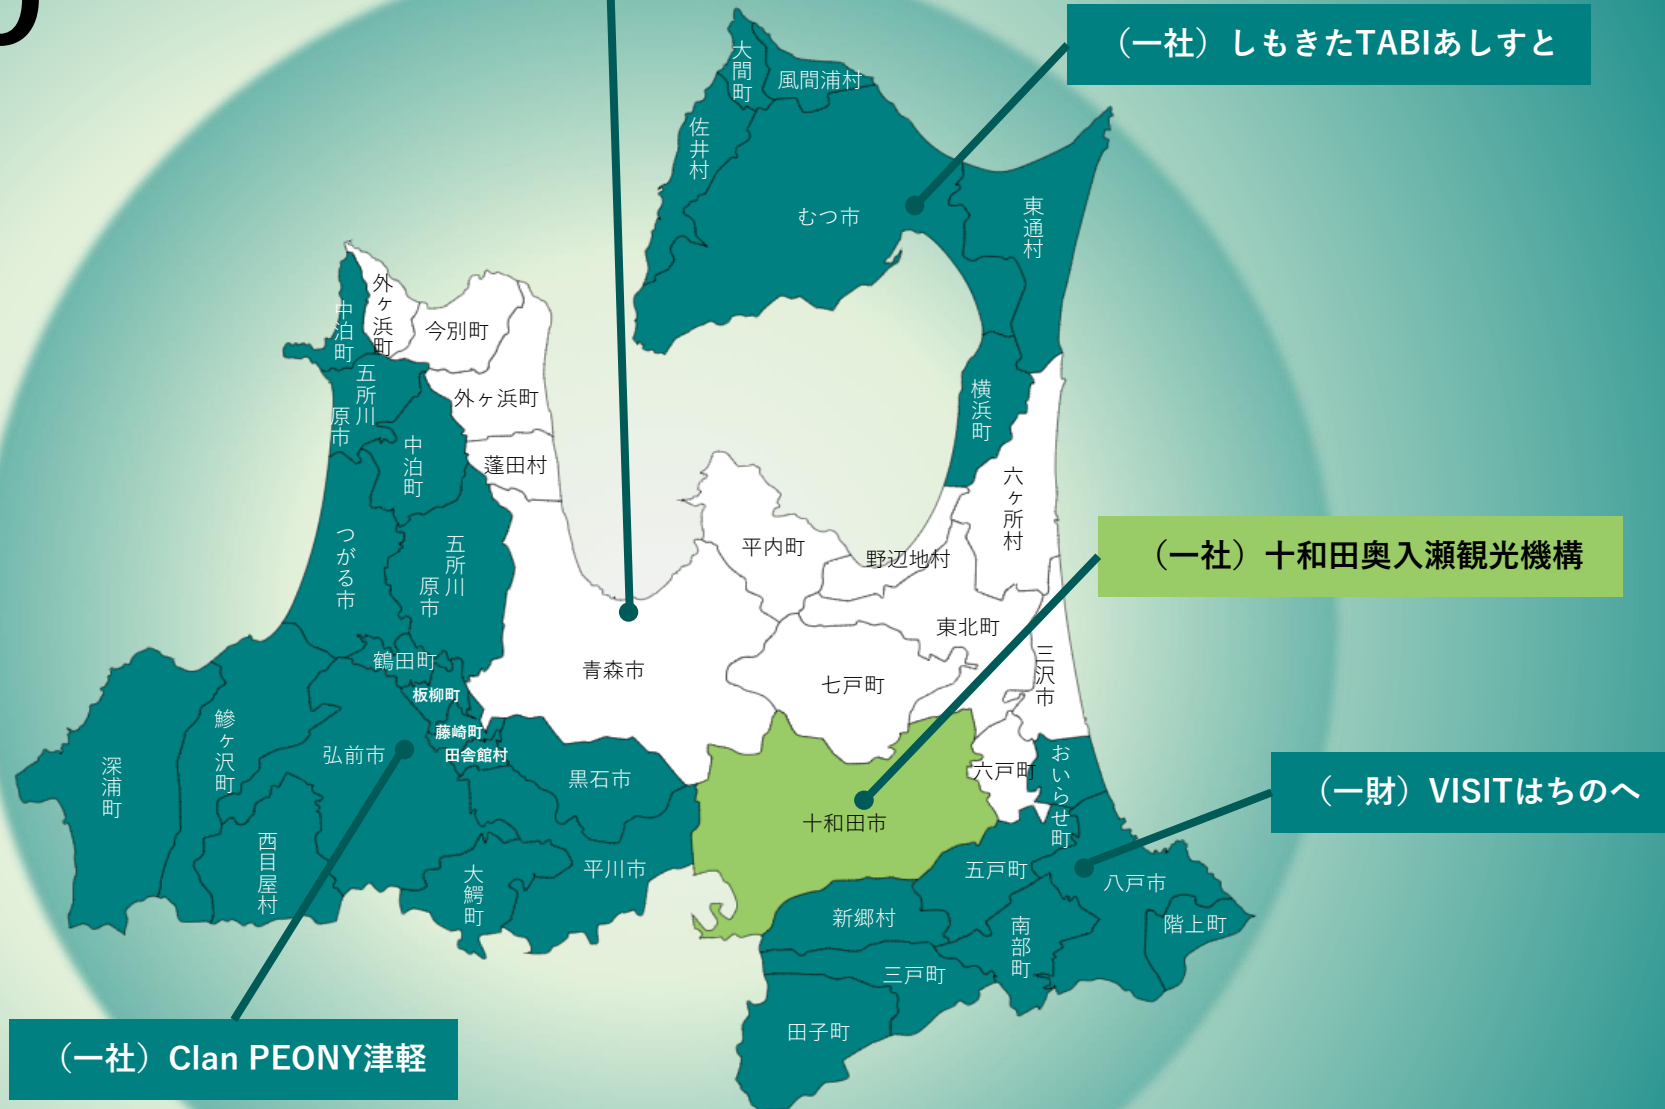 (一社)しもきたTABIあしすと
大間町
風間浦村
佐井村
むつ市
東通村
外ヶ浜町
中泊町
今別町
五所川原市
外ヶ浜町
横浜町
中泊町
蓬田村
六ヶ所村
つがる市
五所川原市
平内町
野辺地村
(一社)十和田奥入瀬観光機構
東北町
鶴田町
青森市
七戸町
三沢市
板柳町
藤崎町
田舎館村
鰺ヶ沢町
弘前市
深浦町
黒石市
六戸町
おいらせ町
(一財)VISITはちのへ
十和田市
西目屋村
大鰐町
平川市
五戸町
八戸市
新郷村
南部町
階上町
三戸町
田子町
(一社)Clan PEONY津軽